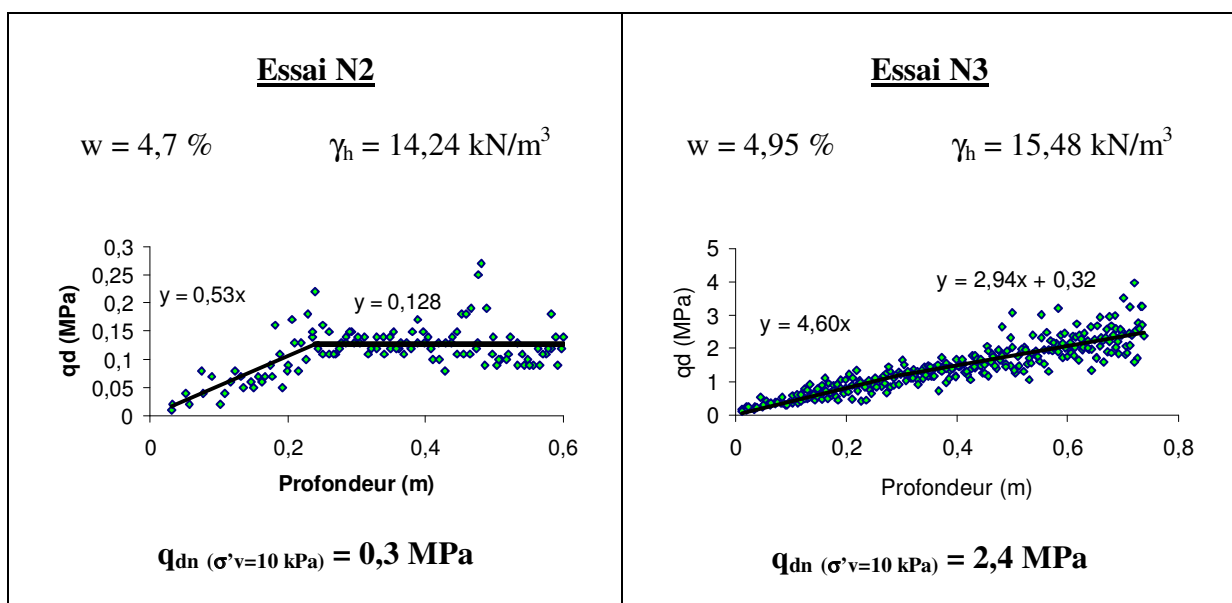 Essai N2
w = 4,7 % γh = 14,24 kN/m³
0,3
0,25
0,2
0,15
0,1
0,05
0
qd (MPa)
y = 0,53x
y = 0,128
0 0,2 0,4 0,6
Profondeur (m)
qdn (σ'v=10 kPa) = 0,3 MPa
Essai N3
w = 4,95 % γh = 15,48 kN/m³
5
4
3
2
1
0
qd (MPa)
y = 2,94x + 0,32
y = 4,60x
0 0,2 0,4 0,6 0,8
Profondeur (m)
qdn (σ'v=10 kPa) = 2,4 MPa